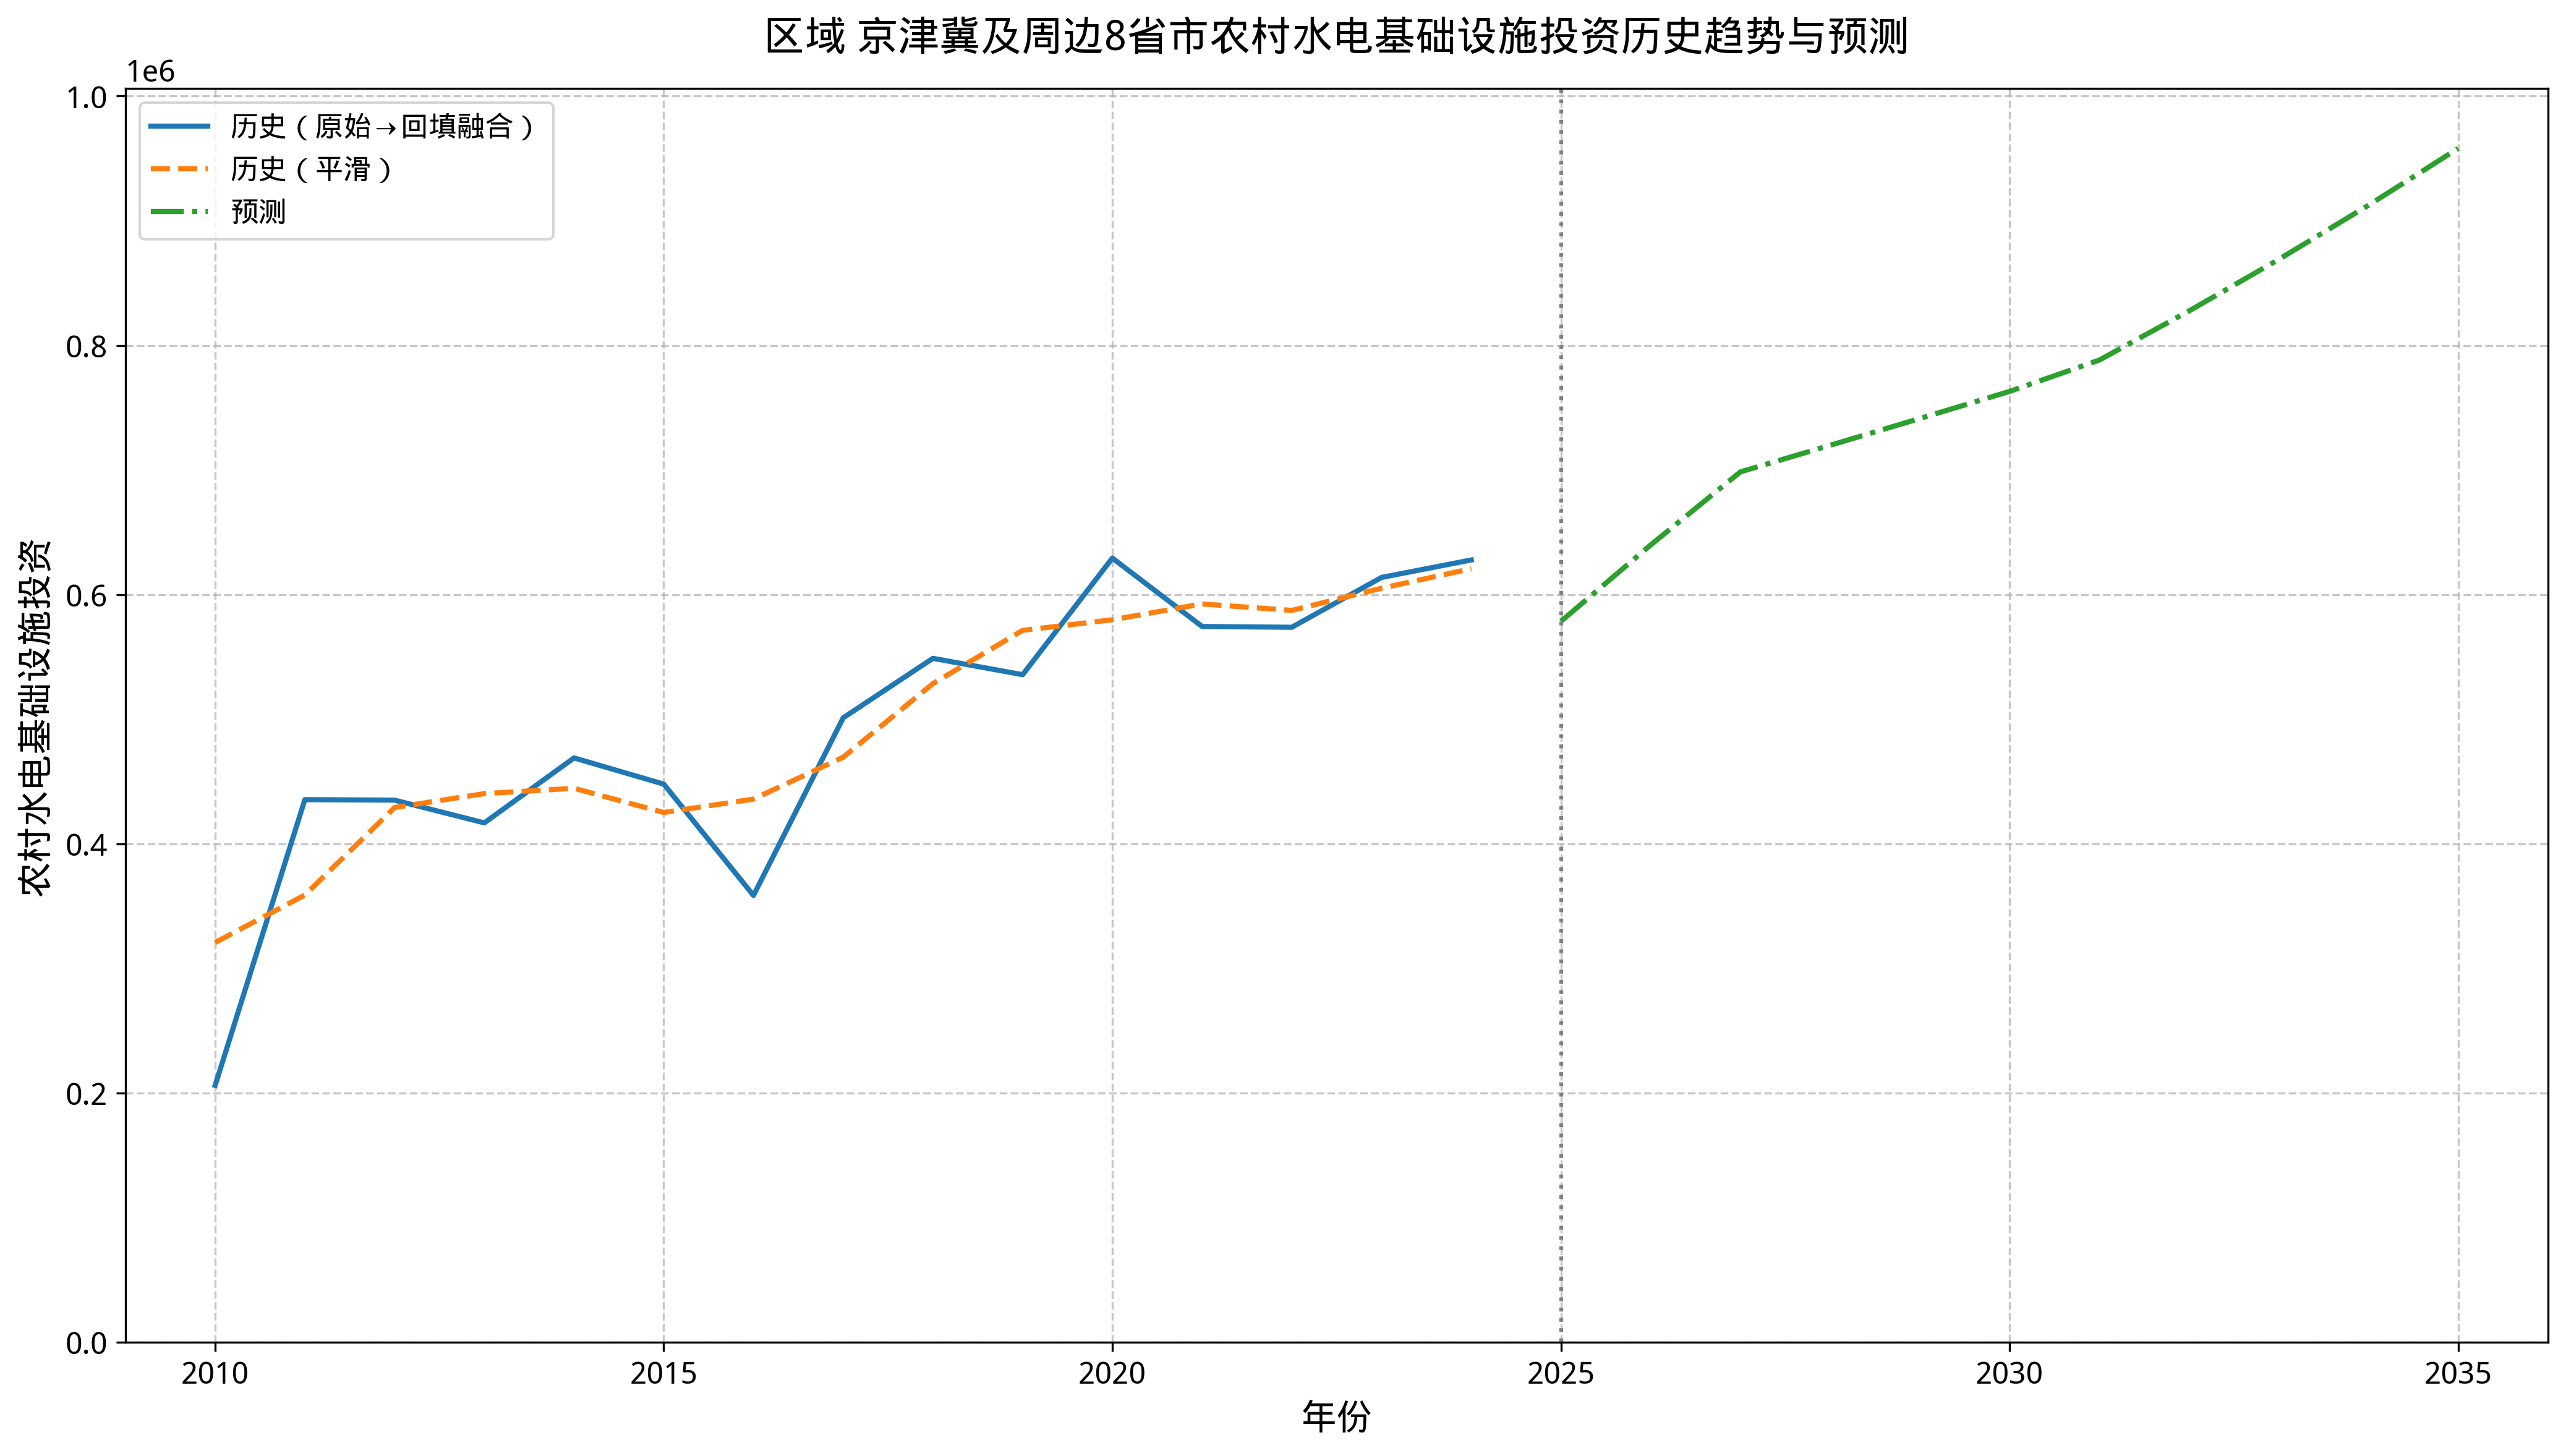 区域 京津冀及周边8省市农村水电基础设施投资历史趋势与预测
1e6
1.0
0.8
0.6
0.4
0.2
0.0
历史（原始→回填融合）
历史（平滑）
预测
农村水电基础设施投资
2010
2015
2020
2025
2030
2035
年份